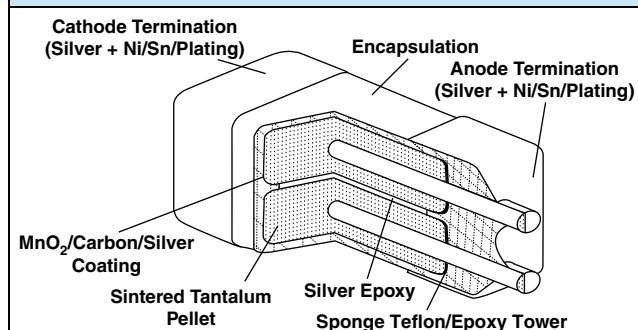 Cathode Termination
(Silver + Ni/Sn/Plating)
Encapsulation
Anode Termination
(Silver + Ni/Sn/Plating)
MnO₂/Carbon/Silver
Coating
Sintered Tantalum
Pellet
Silver Epoxy
Sponge Teflon/Epoxy Tower